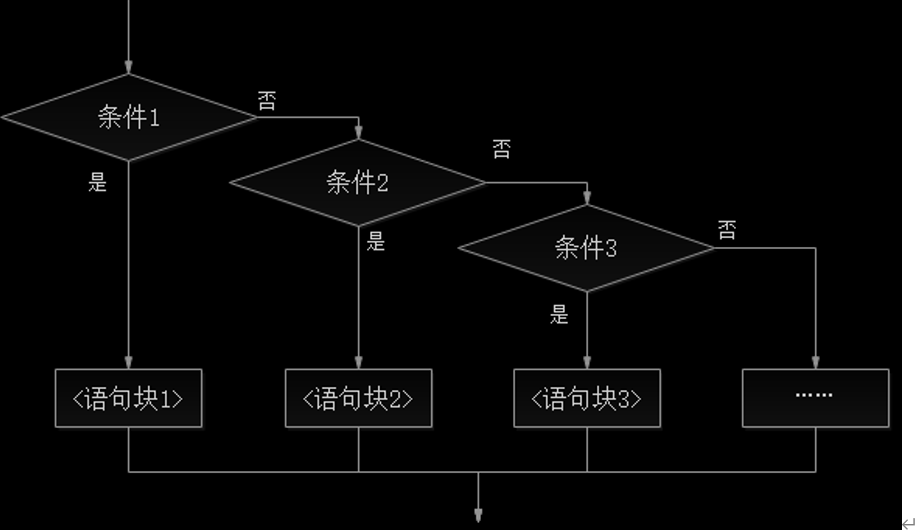 否
条件1
否
条件2
是
否
是
条件3
是
<语句块1>
<语句块2>
<语句块3>
……